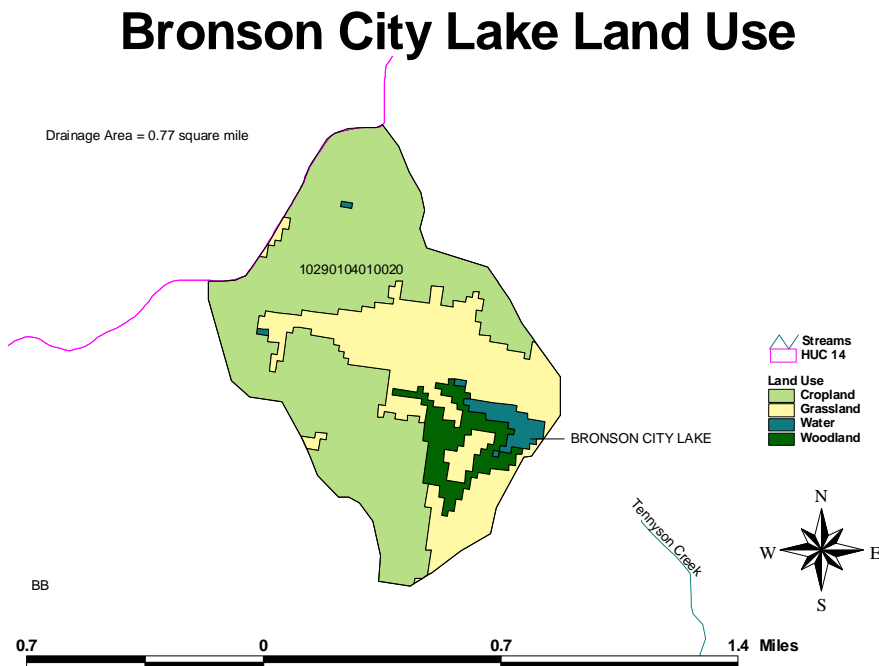 Bronson City Lake Land Use
Drainage Area = 0.77 square mile
10290104010020
Streams
HUC 14
Land Use
Cropland
Grassland
Water
Woodland
BRONSON CITY LAKE
Tennyson Creek
N
W E
S
BB
0.7 0 0.7 1.4 Miles